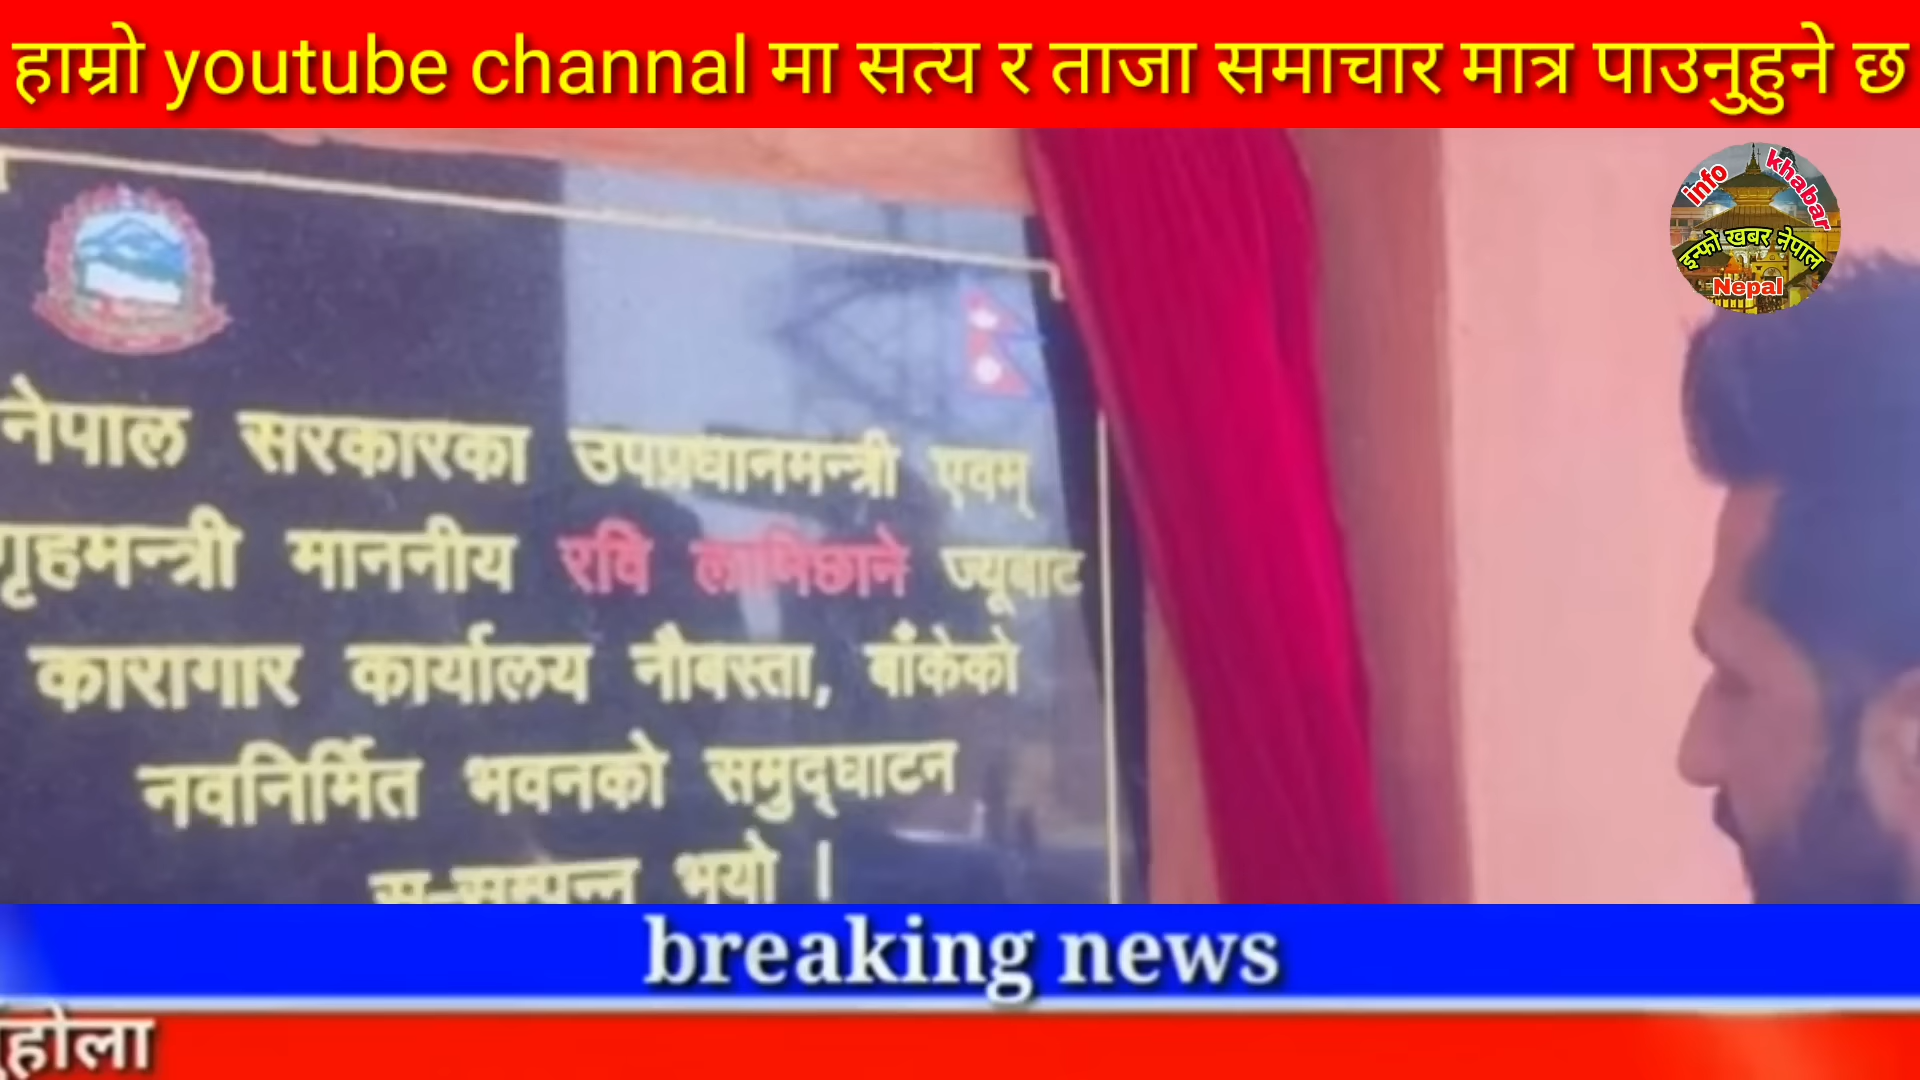 हाम्रो youtube channal मा सत्य र ताजा समाचार मात्र पाउनुहुने छ
info khabar
इन्फो खबर नेपाल
Nepal
नेपाल सरकारका उपप्रधानमन्त्री एवम्
गृहमन्त्री माननीय रवि लामिछाने ज्यूबाट
कारागार कार्यालय नौबस्ता, बाँकेको
नवनिर्मित भवनको समुद्घाटन
सु-सम्पन्न भयो ।
breaking news
होला